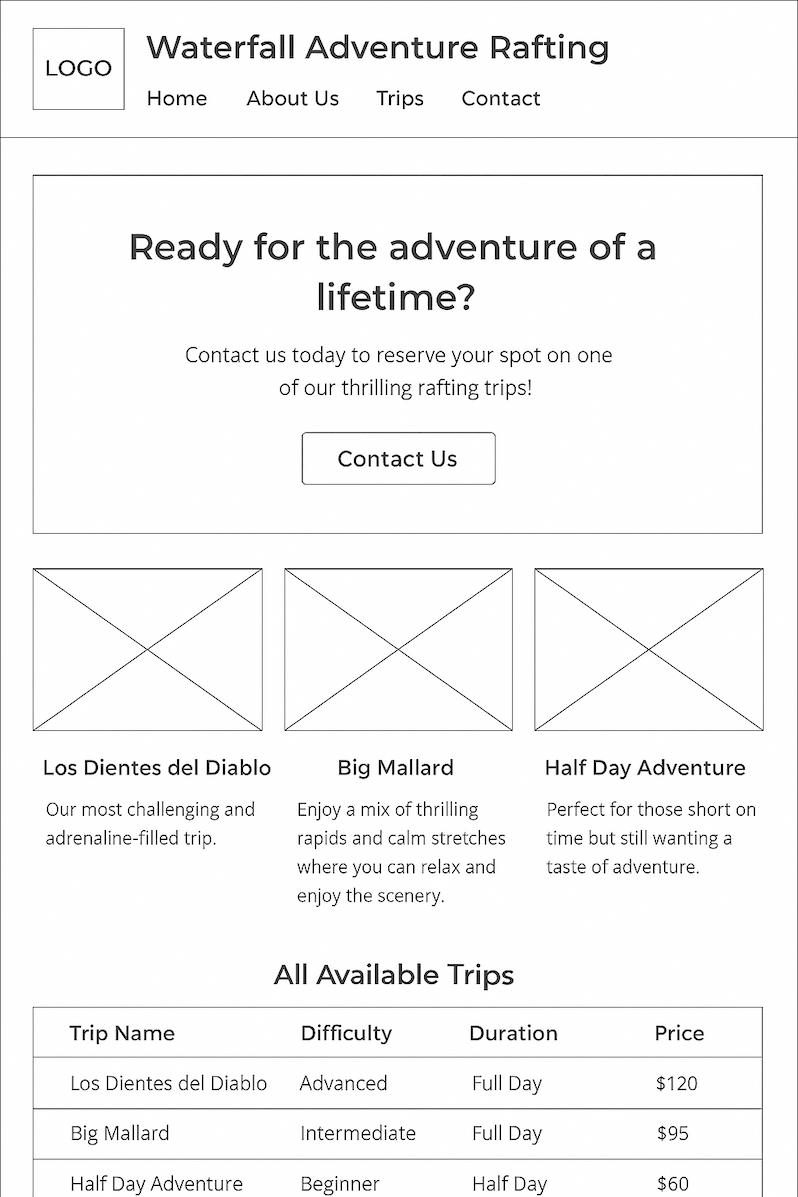 LOGO
Waterfall Adventure Rafting
Home About Us Trips Contact
Ready for the adventure of a
lifetime?
Contact us today to reserve your spot on one
of our thrilling rafting trips!
Contact Us
Los Dientes del Diablo
Our most challenging and
adrenaline-filled trip.
Big Mallard
Enjoy a mix of thrilling
rapids and calm stretches
where you can relax and
enjoy the scenery.
Half Day Adventure
Perfect for those short on
time but still wanting a
taste of adventure.
All Available Trips
Trip Name Difficulty Duration Price
Los Dientes del Diablo Advanced Full Day $120
Big Mallard Intermediate Full Day $95
Half Day Adventure Beginner Half Day $60